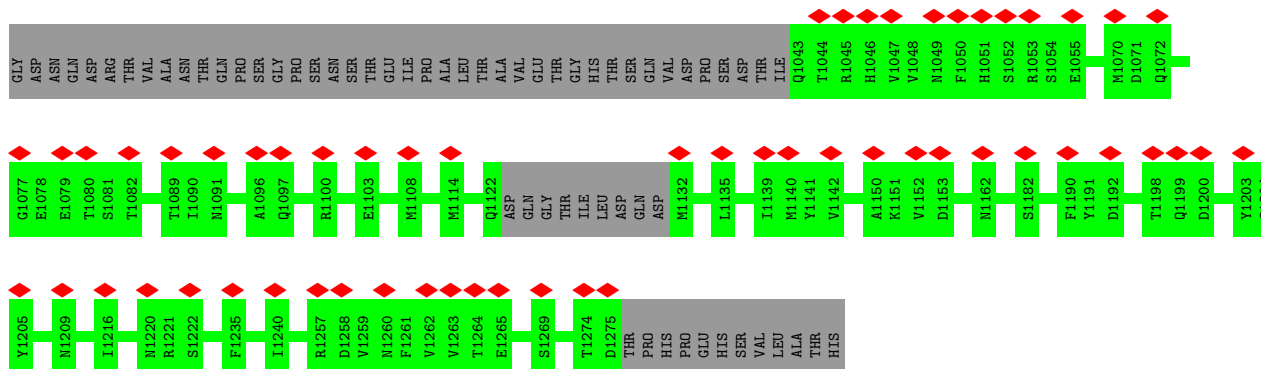 GLY ASP ASN GLN ASP ARG THR VAL ALA ASN THR GLN PRO SER GLY PRO SER ASN SER THR GLU ILE PRO ALA LEU THR ALA VAL GLU THR GLY HIS THR SER GLN VAL ASP PRO SER ASP THR ILE Q1043 T1044 R1045 H1046 V1047 V1048 N1049 F1050 H1051 S1052 R1053 S1054 E1055 M1070 D1071 Q1072
G1077 E1078 E1079 T1080 S1081 T1082 T1089 I1090 N1091 A1096 Q1097 R1100 E1103 M1108 M1114 Q1122 ASP GLN GLY THR ILE LEU ASP GLN ASP M1132 L1135 I1139 M1140 Y1141 V1142 A1150 K1151 V1152 D1153 N1162 S1182 F1190 Y1191 D1192 T1198 Q1199 D1200 Y1203
Y1205 N1209 I1216 N1220 R1221 S1222 F1235 I1240 R1257 D1258 V1259 N1260 F1261 V1262 V1263 T1264 E1265 S1269 T1274 D1275 THR PRO HIS PRO GLU HIS SER VAL LEU ALA THR HIS